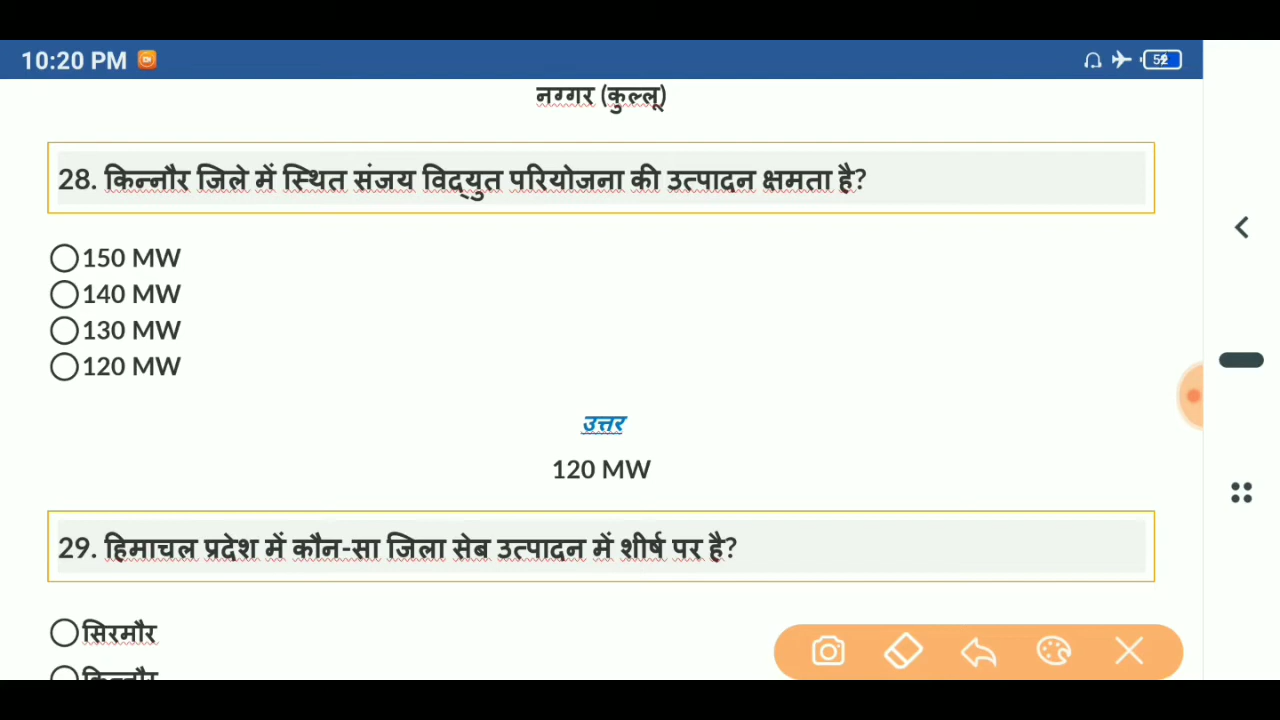 10:20 PM
52
नग्गर (कुल्लू)
28. किन्नौर जिले में स्थित संजय विद्युत परियोजना की उत्पादन क्षमता है?
150 MW
140 MW
130 MW
120 MW
उत्तर
120 MW
29. हिमाचल प्रदेश में कौन-सा जिला सेब उत्पादन में शीर्ष पर है?
सिरमौर
किन्नौर